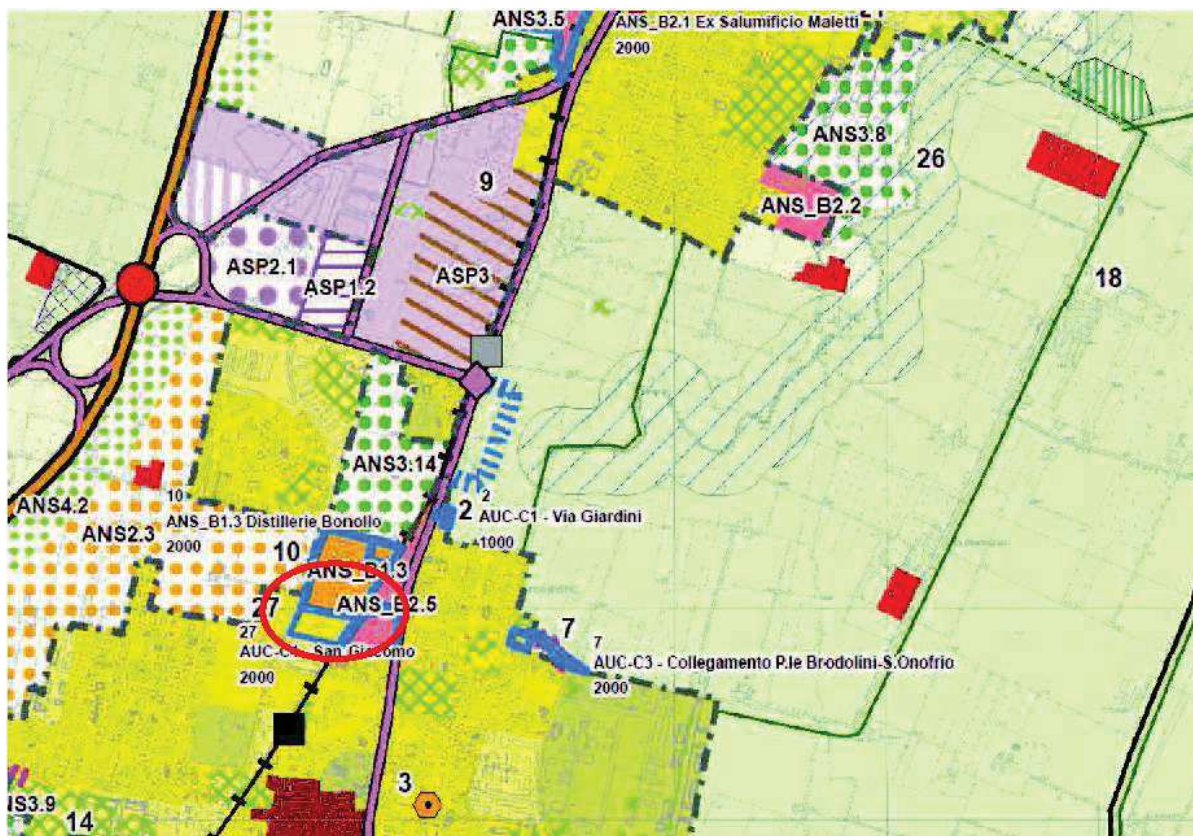 ANS3.5
ANS_B2.1 Ex Salumificio Maletti
2000
ANS3.8
26
9
ANS_B2.2
18
ASP2.1
ASP_1.2
ASP3
ANS3.14
ANS4.2
10
ANS_B1.3 Distillerie Bonollo
2000
ANS2.3
10
2
2
AUC-C1 - Via Giardini
1000
ANS_B1.3
ANS_B2.5
27
27
San Giacomo
2000
7
7
AUC-C3 - Collegamento P.le Brodolini-S.Onofrio
2000
3
NS3.9
14